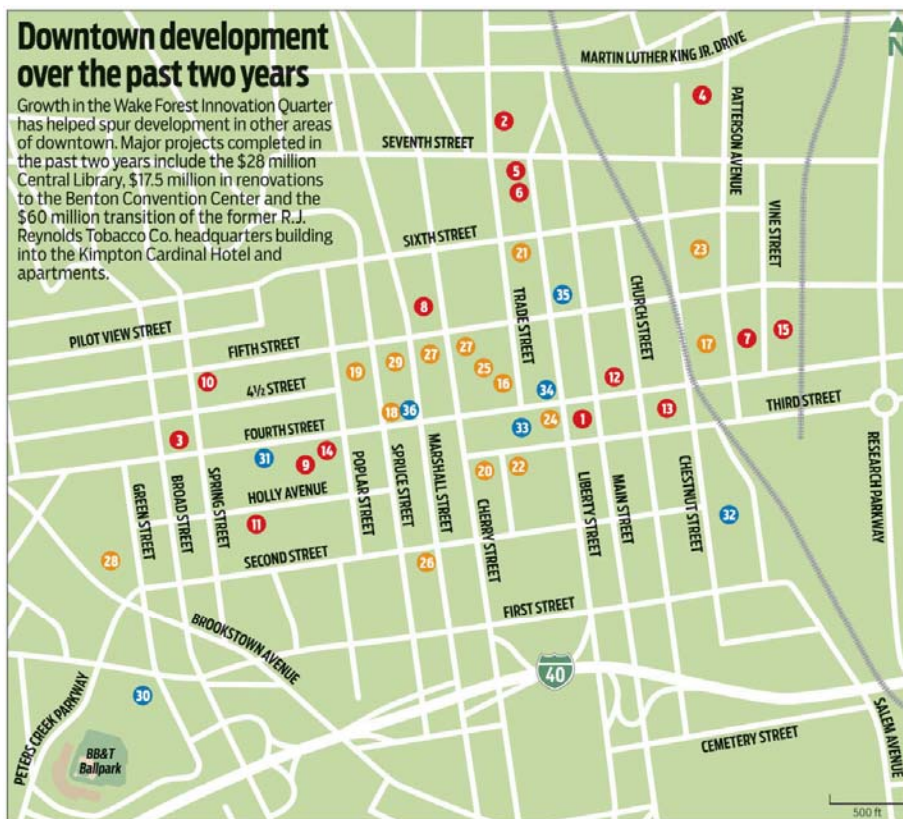 Downtown development
over the past two years
Growth in the Wake Forest Innovation Quarter
has helped spur development in other areas
of downtown. Major projects completed in
the past two years include the $28 million
Central Library, $17.5 million in renovations
to the Benton Convention Center and the
$60 million transition of the former R.J.
Reynolds Tobacco Co. headquarters building
into the Kimpton Cardinal Hotel and
apartments.
N
MARTIN LUTHER KING JR. DRIVE
4
PATTERSON AVENUE
2
SEVENTH STREET
5
6
VINE STREET
SIXTH STREET
21
23
TRADE STREET
35
CHURCH STREET
8
PILOT VIEW STREET
FIFTH STREET
27
27
29
19
25
16
17
7
15
10
4½ STREET
34
12
18
36
33
24
1
13
THIRD STREET
3
FOURTH STREET
31
9
14
POPLAR STREET
SPRUCE STREET
MARSHALL STREET
20
22
CHERRY STREET
LIBERTY STREET
MAIN STREET
CHESTNUT STREET
RESEARCH PARKWAY
GREEN STREET
BROAD STREET
SPRING STREET
HOLLY AVENUE
11
32
28
SECOND STREET
26
BROOKSTOWN AVENUE
FIRST STREET
40
30
PETERS CREEK PARKWAY
BB&T
Ballpark
CEMETERY STREET
SALEM AVENUE
500 ft